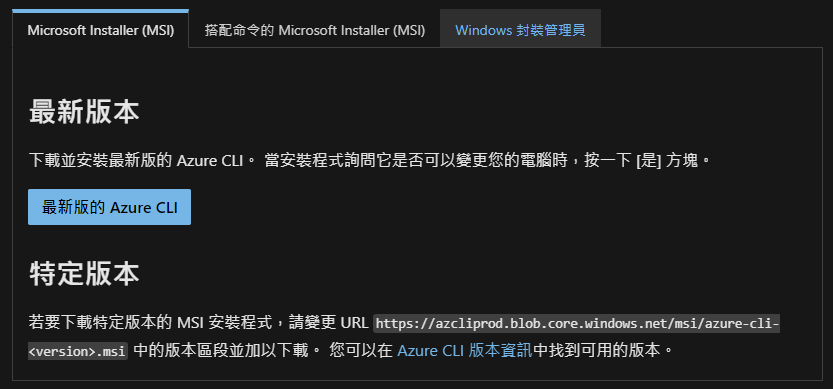 Microsoft Installer (MSI) 搭配命令的 Microsoft Installer (MSI) Windows 封裝管理員
最新版本
下載並安裝最新版的 Azure CLI。 當安裝程式詢問它是否可以變更您的電腦時，按一下 [是] 方塊。
最新版的 Azure CLI
特定版本
若要下載特定版本的 MSI 安裝程式，請變更 URL https://azcliprod.blob.core.windows.net/msi/azure-cli-
<version>.msi 中的版本區段並加以下載。 您可以在 Azure CLI 版本資訊中找到可用的版本。